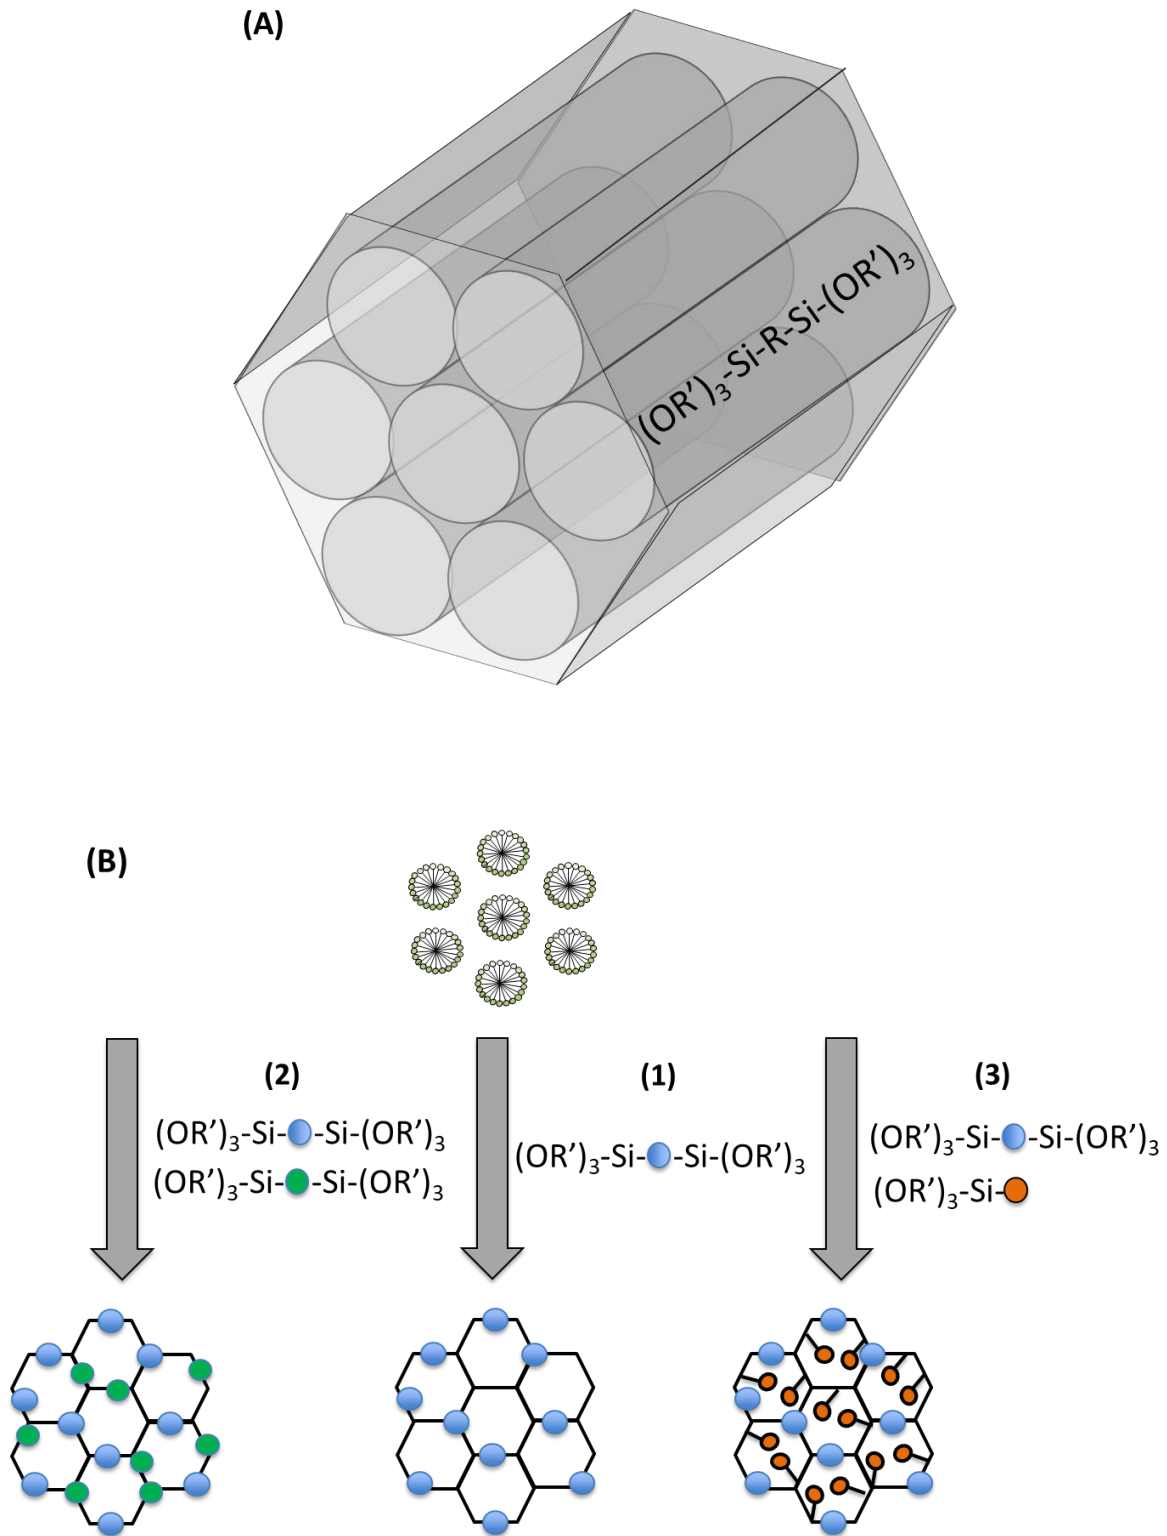 (A)
(OR’)₃-Si-R-Si-(OR’)₃
(B)
(2)
(OR’)₃-Si- -Si-(OR’)₃
(OR’)₃-Si- -Si-(OR’)₃
(1)
(OR’)₃-Si- -Si-(OR’)₃
(3)
(OR’)₃-Si- -Si-(OR’)₃
(OR’)₃-Si-